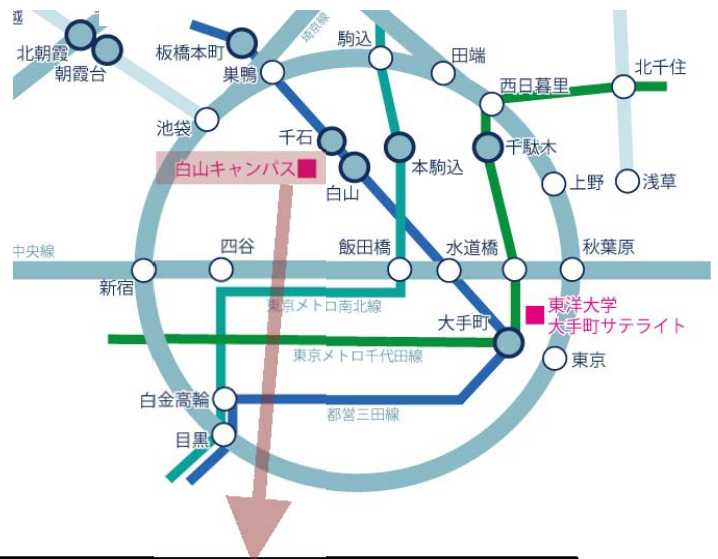 越
北朝霞
朝霞台
板橋本町
巣鴨
埼京線
駒込
田端
西日暮里
北千住
池袋
千石
白山キャンパス
白山
本駒込
千駄木
上野
浅草
中央線
四谷
飯田橋
水道橋
秋葉原
新宿
東京メトロ南北線
大手町
東洋大学
大手町サテライト
東京メトロ千代田線
東京
白金高輪
都営三田線
目黒